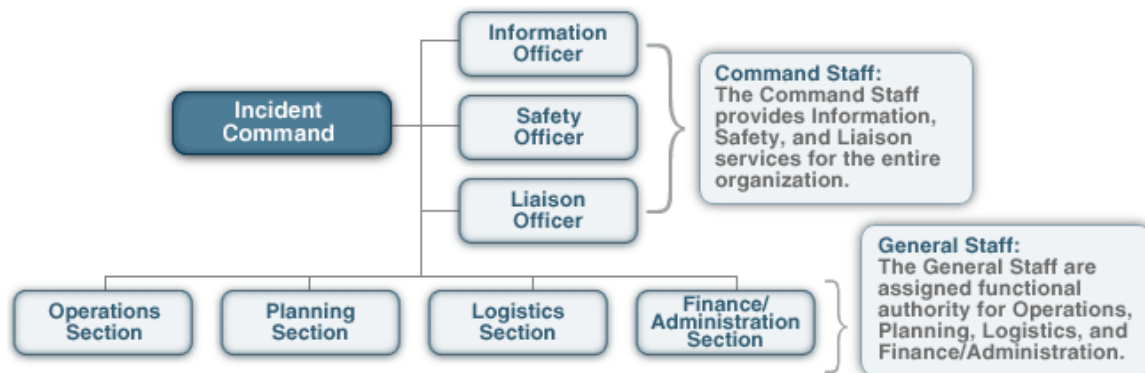 Information
Officer
Command Staff:
The Command Staff
provides Information,
Safety, and Liaison
services for the entire
organization.
Incident
Command
Safety
Officer
Liaison
Officer
General Staff:
The General Staff are
assigned functional
authority for Operations,
Planning, Logistics, and
Finance/Administration.
Operations
Section
Planning
Section
Logistics
Section
Finance/
Administration
Section